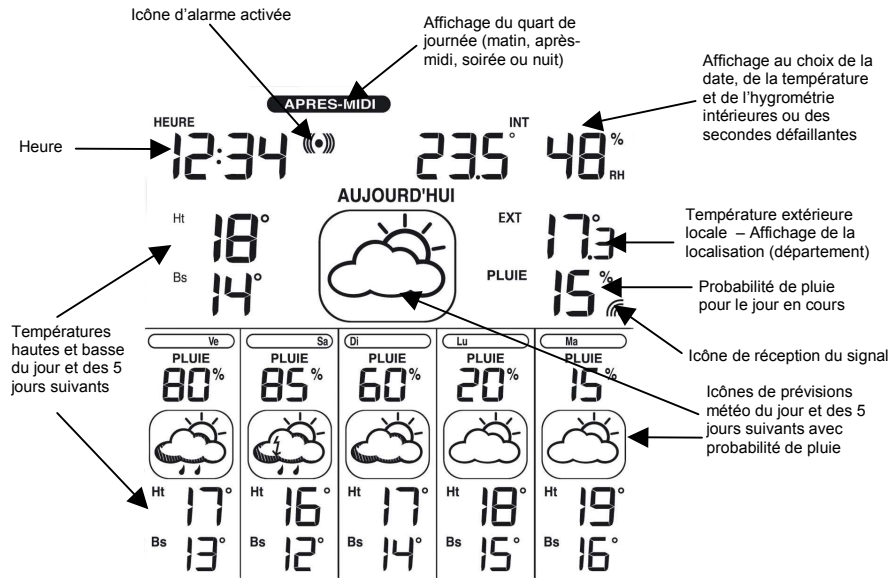 Icône d'alarme activée
Affichage du quart de
journée (matin, après-
midi, soirée ou nuit)
Affichage au choix de la
date, de la température
et de l'hygrométrie
intérieures ou des
secondes défaillantes
APRES-MIDI
Heure
HEURE
12:34
INT
23.5°
48%
RH
AUJOURD'HUI
Ht
18°
Bs
14°
EXT
17.3°
PLUIE
15%
Température extérieure
locale – Affichage de la
localisation (département)
Probabilité de pluie
pour le jour en cours
Icône de réception du signal
Températures
hautes et basse
du jour et des 5
jours suivants
Icônes de prévisions
météo du jour et des 5
jours suivants avec
probabilité de pluie
Ve Sa Di Lu Ma
PLUIE PLUIE PLUIE PLUIE PLUIE
80% 85% 60% 20% 15%
Ht 17° Ht 16° Ht 17° Ht 18° Ht 19°
Bs 13° Bs 12° Bs 14° Bs 15° Bs 16°